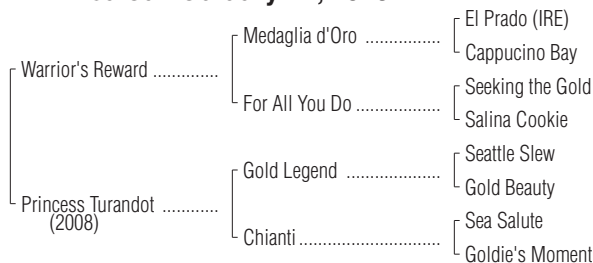 El Prado (IRE)
Medaglia d'Oro ................
Cappucino Bay
Warrior's Reward ..............
Seeking the Gold
For All You Do ..................
Salina Cookie
Seattle Slew
Gold Legend ....................
Gold Beauty
Princess Turandot ............
(2008)
Sea Salute
Chianti ..............................
Goldie's Moment